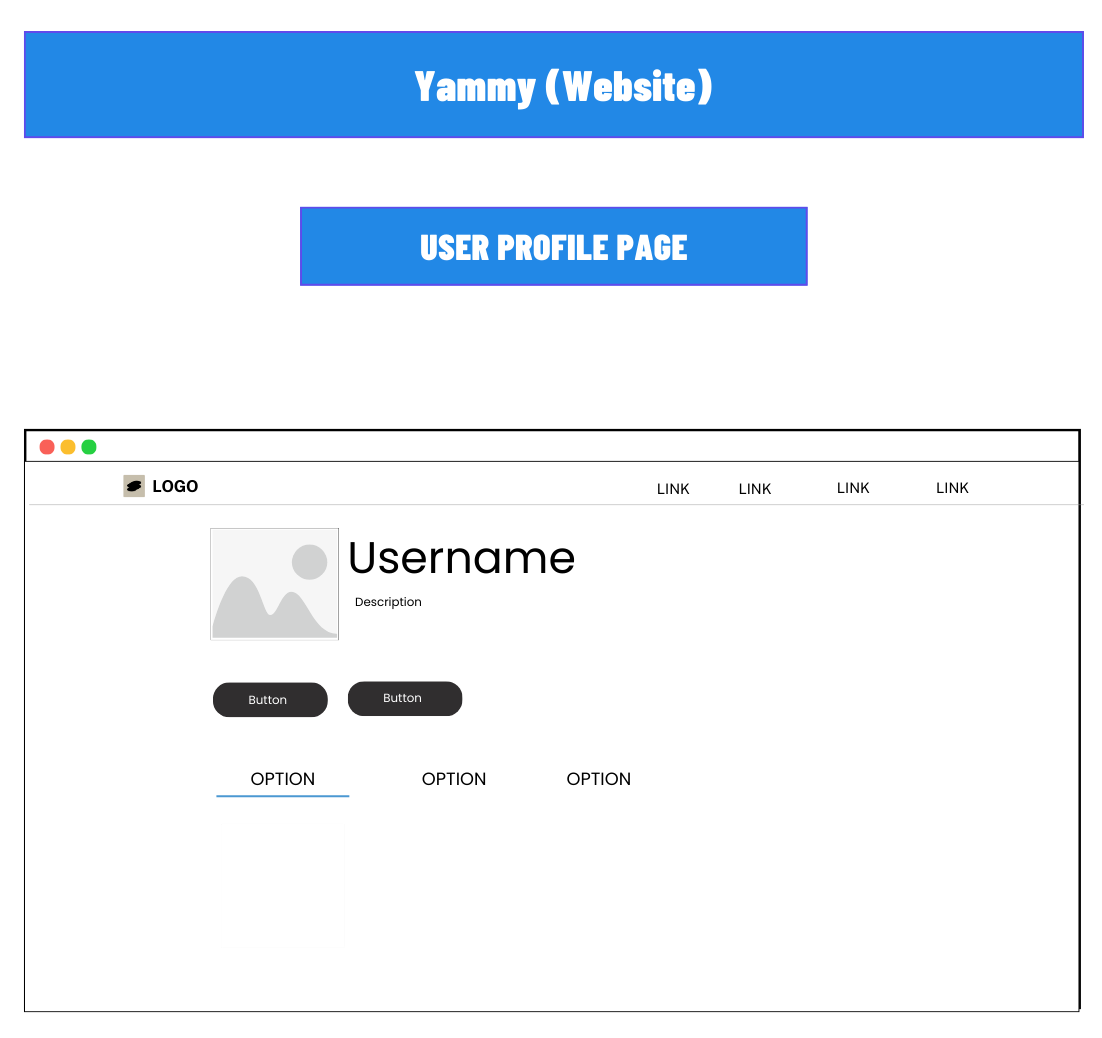 Yammy (Website)
USER PROFILE PAGE
LOGO LINK LINK LINK LINK
Username
Description
Button Button
OPTION OPTION OPTION